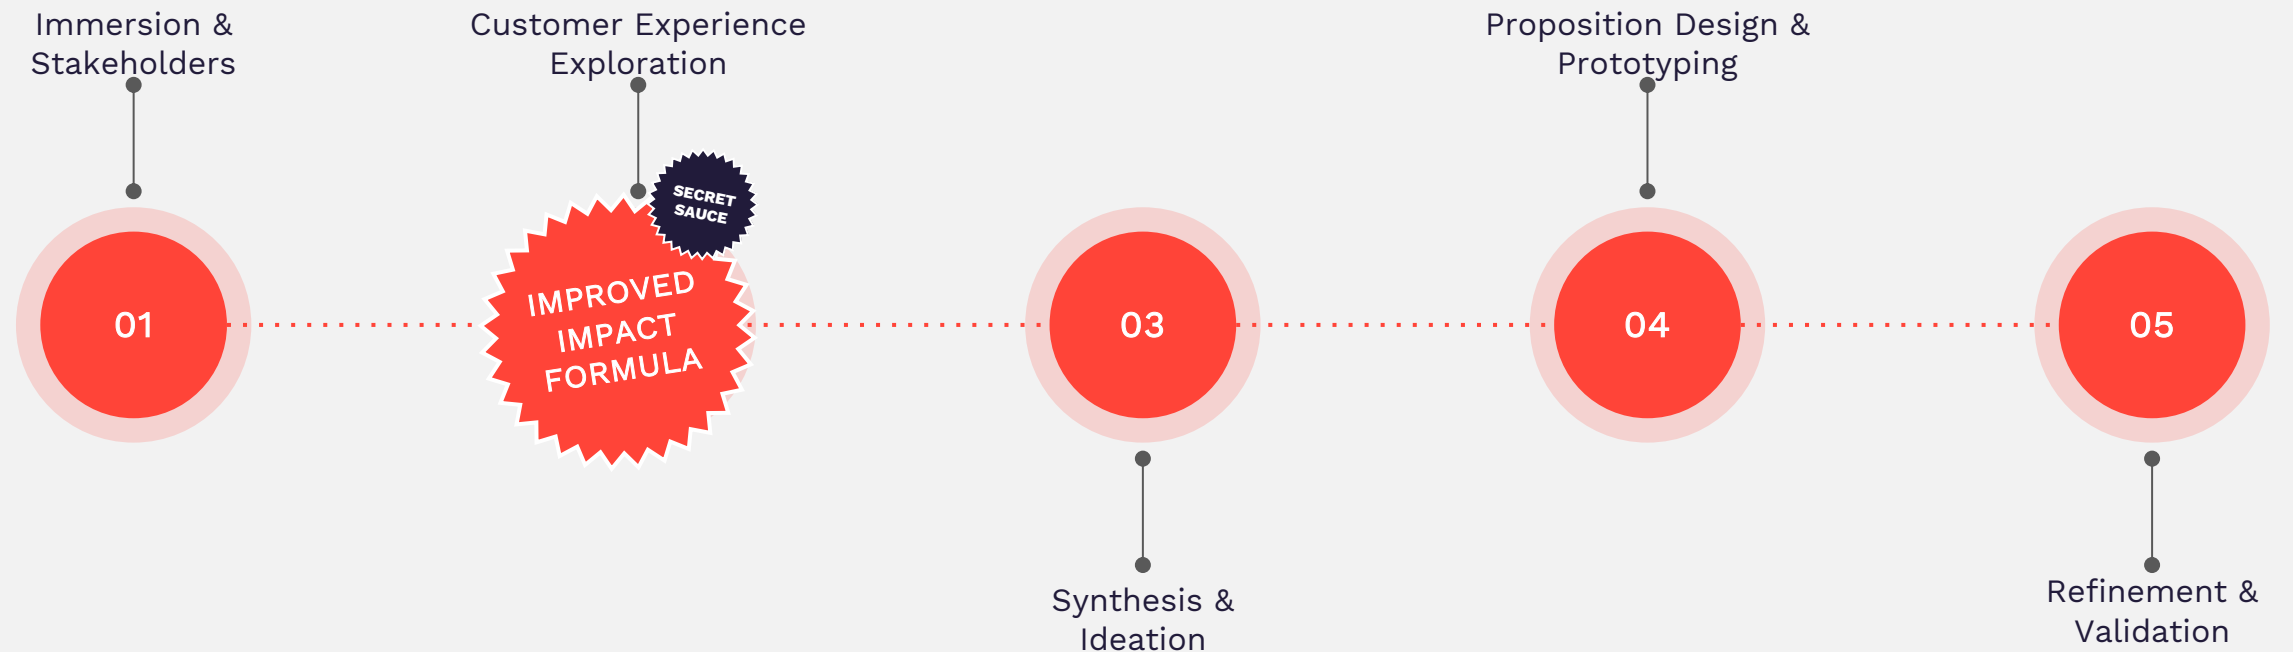 Immersion &
Stakeholders
Customer Experience
Exploration
Proposition Design &
Prototyping
SECRET
SAUCE
01
IMPROVED
IMPACT
FORMULA
03
04
05
Synthesis &
Ideation
Refinement &
Validation